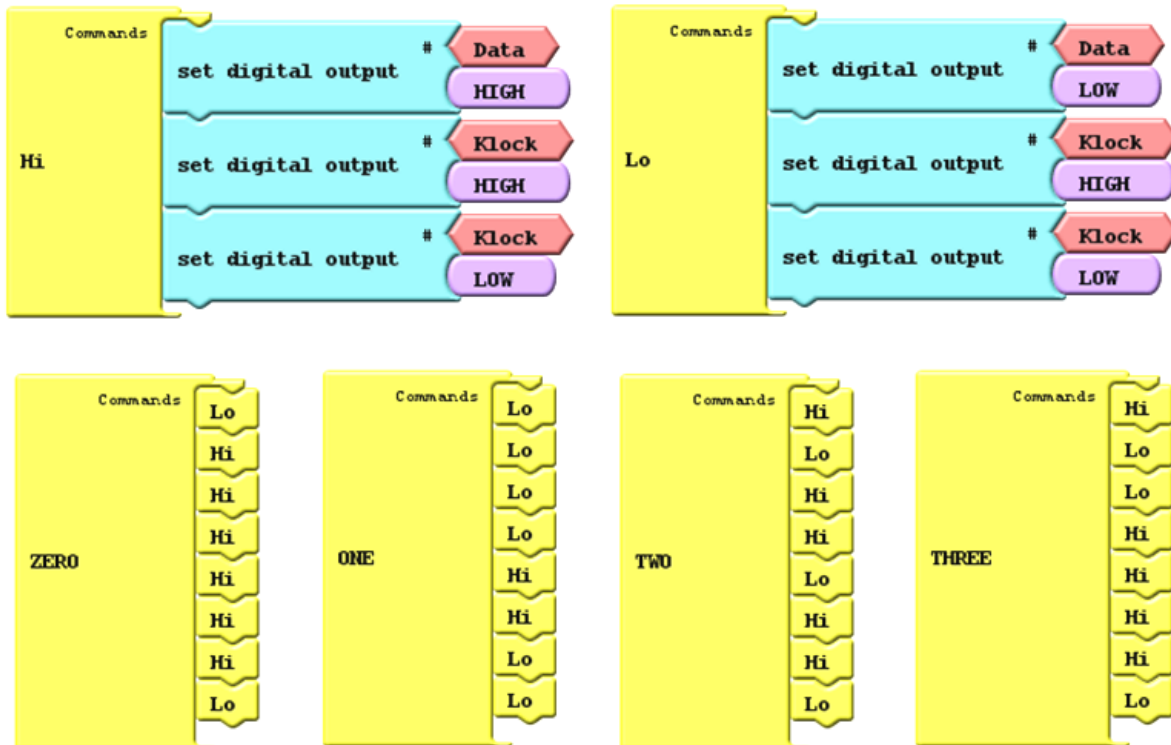 Commands
#
Data
set digital output
HIGH
#
Klock
Hi
set digital output
HIGH
#
Klock
set digital output
LOW
Commands
#
Data
set digital output
LOW
#
Klock
Lo
set digital output
HIGH
#
Klock
set digital output
LOW
Commands
Lo
Hi
Hi
Hi
ZERO
Hi
Hi
Hi
Lo
Commands
Lo
Lo
Lo
Lo
ONE
Hi
Hi
Lo
Lo
Commands
Hi
Lo
Hi
Hi
TWO
Lo
Hi
Hi
Lo
Commands
Hi
Lo
Lo
Hi
THREE
Hi
Hi
Hi
Lo